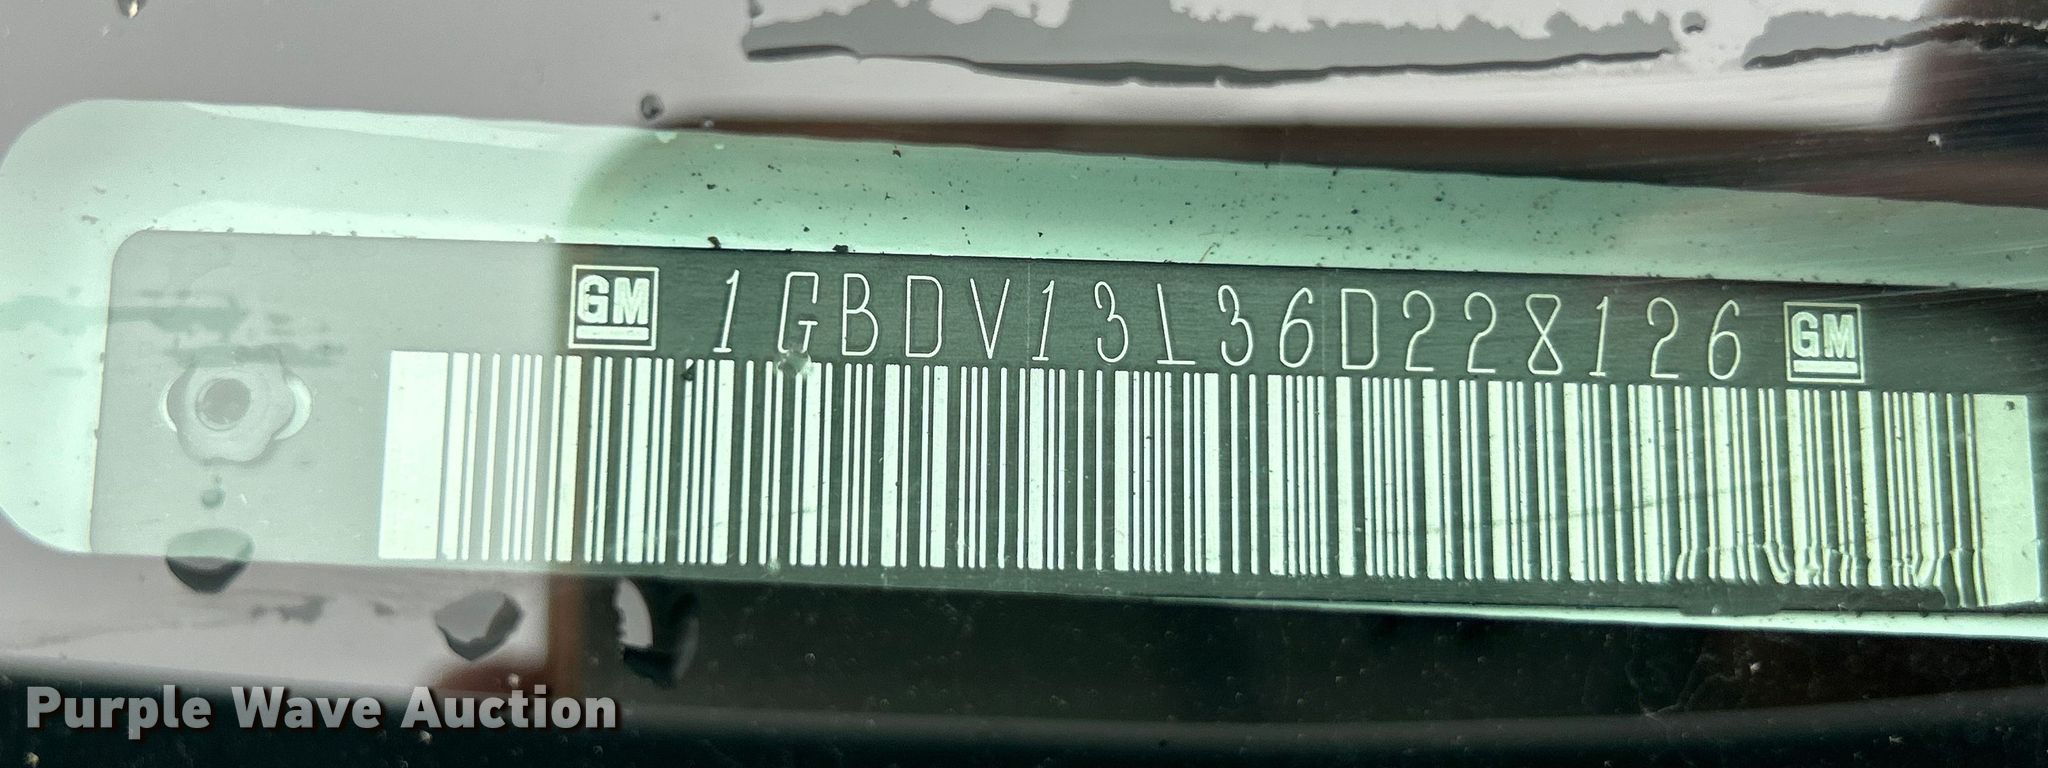 GM 1GBDV13L36D228126 GM
Purple Wave Auction